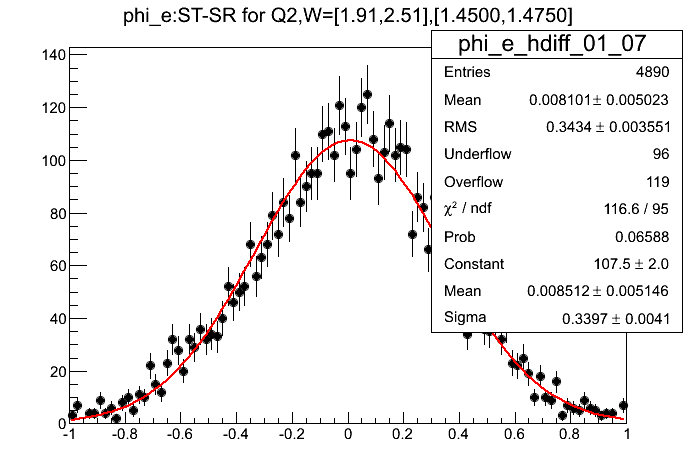 phi_e:ST-SR for Q2,W=[1.91,2.51],[1.4500,1.4750]
phi_e_hdiff_01_07
Entries 4890
Mean 0.008101 ± 0.005023
RMS 0.3434 ± 0.003551
Underflow 96
Overflow 119
χ² / ndf 116.6 / 95
Prob 0.06588
Constant 107.5 ± 2.0
Mean 0.008512 ± 0.005146
Sigma 0.3397 ± 0.0041
140
120
100
80
60
40
20
0
-1 -0.8 -0.6 -0.4 -0.2 0 0.2 0.4 0.6 0.8 1